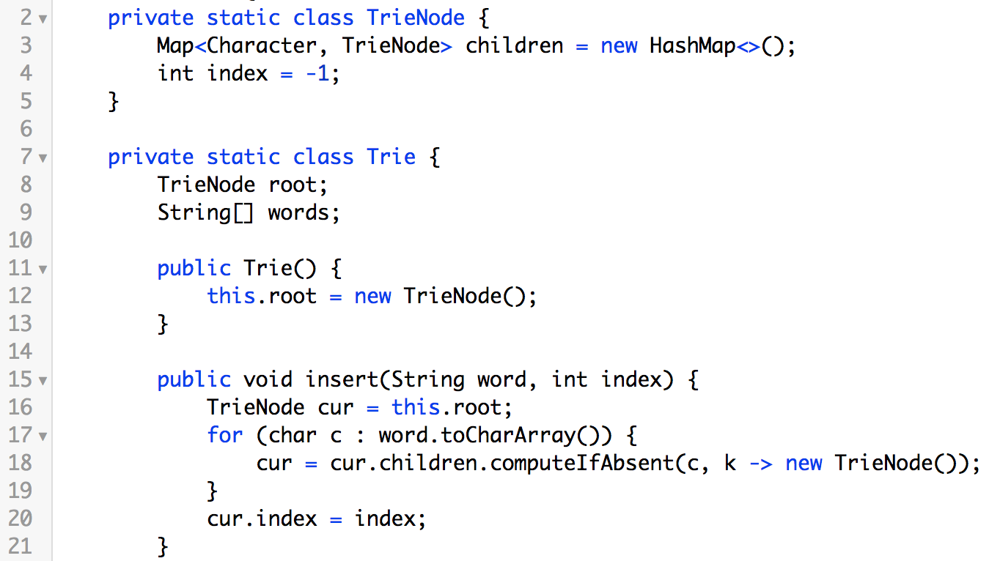 2 private static class TrieNode {
3 Map<Character, TrieNode> children = new HashMap<>();
4 int index = -1;
5 }
6
7 private static class Trie {
8 TrieNode root;
9 String[] words;
10
11 public Trie() {
12 this.root = new TrieNode();
13 }
14
15 public void insert(String word, int index) {
16 TrieNode cur = this.root;
17 for (char c : word.toCharArray()) {
18 cur = cur.children.computeIfAbsent(c, k -> new TrieNode());
19 }
20 cur.index = index;
21 }